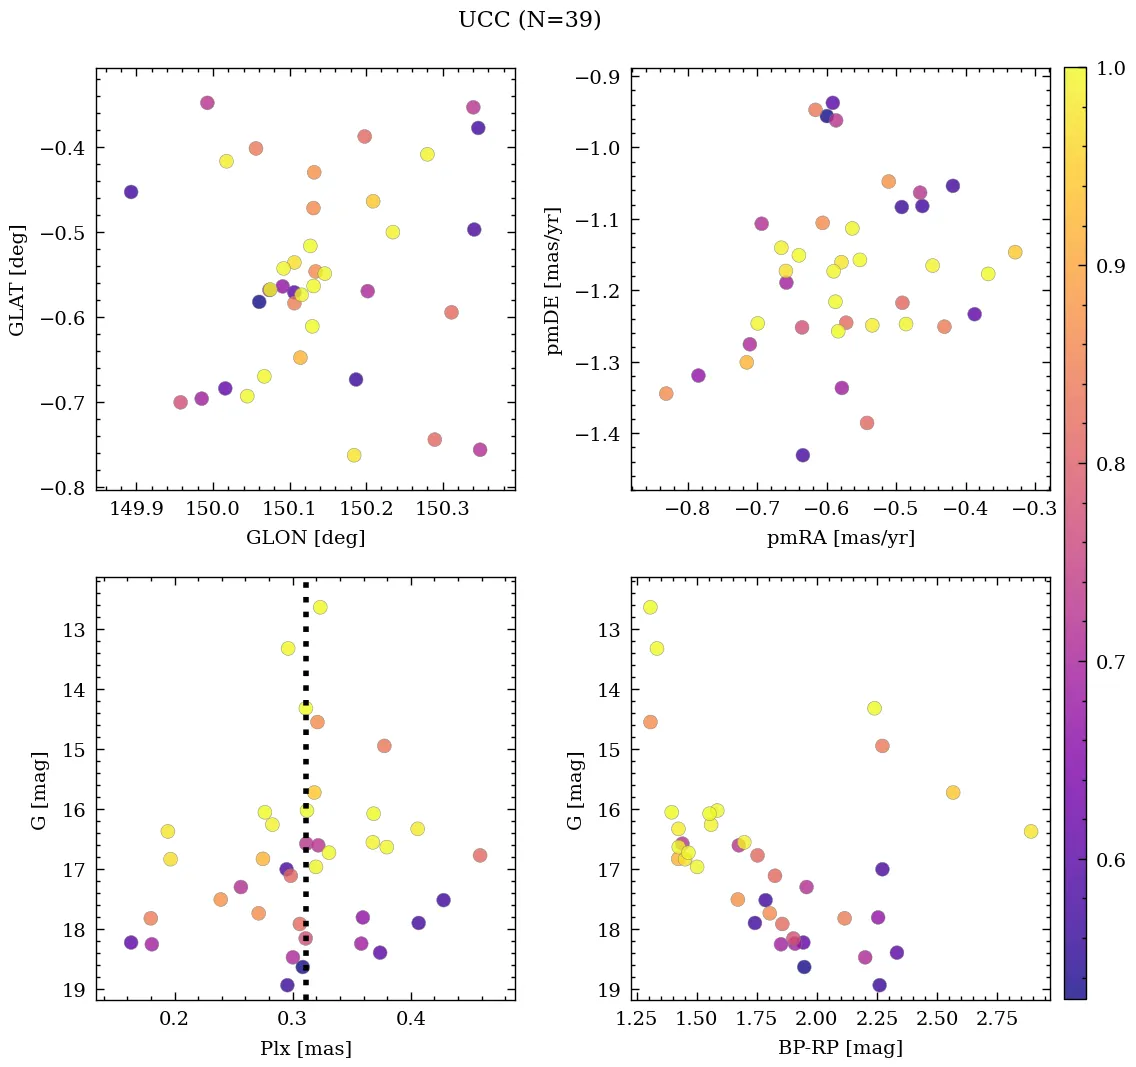 UCC (N=39)
−0.4
−0.5
−0.6
−0.7
−0.8
GLAT [deg]
149.9 150.0 150.1 150.2 150.3
GLON [deg]
−0.9
−1.0
−1.1
−1.2
−1.3
−1.4
pmDE [mas/yr]
−0.8 −0.7 −0.6 −0.5 −0.4 −0.3
pmRA [mas/yr]
13
14
15
16
17
18
19
G [mag]
0.2 0.3 0.4
Plx [mas]
13
14
15
16
17
18
19
G [mag]
1.25 1.50 1.75 2.00 2.25 2.50 2.75
BP-RP [mag]
1.0
0.9
0.8
0.7
0.6